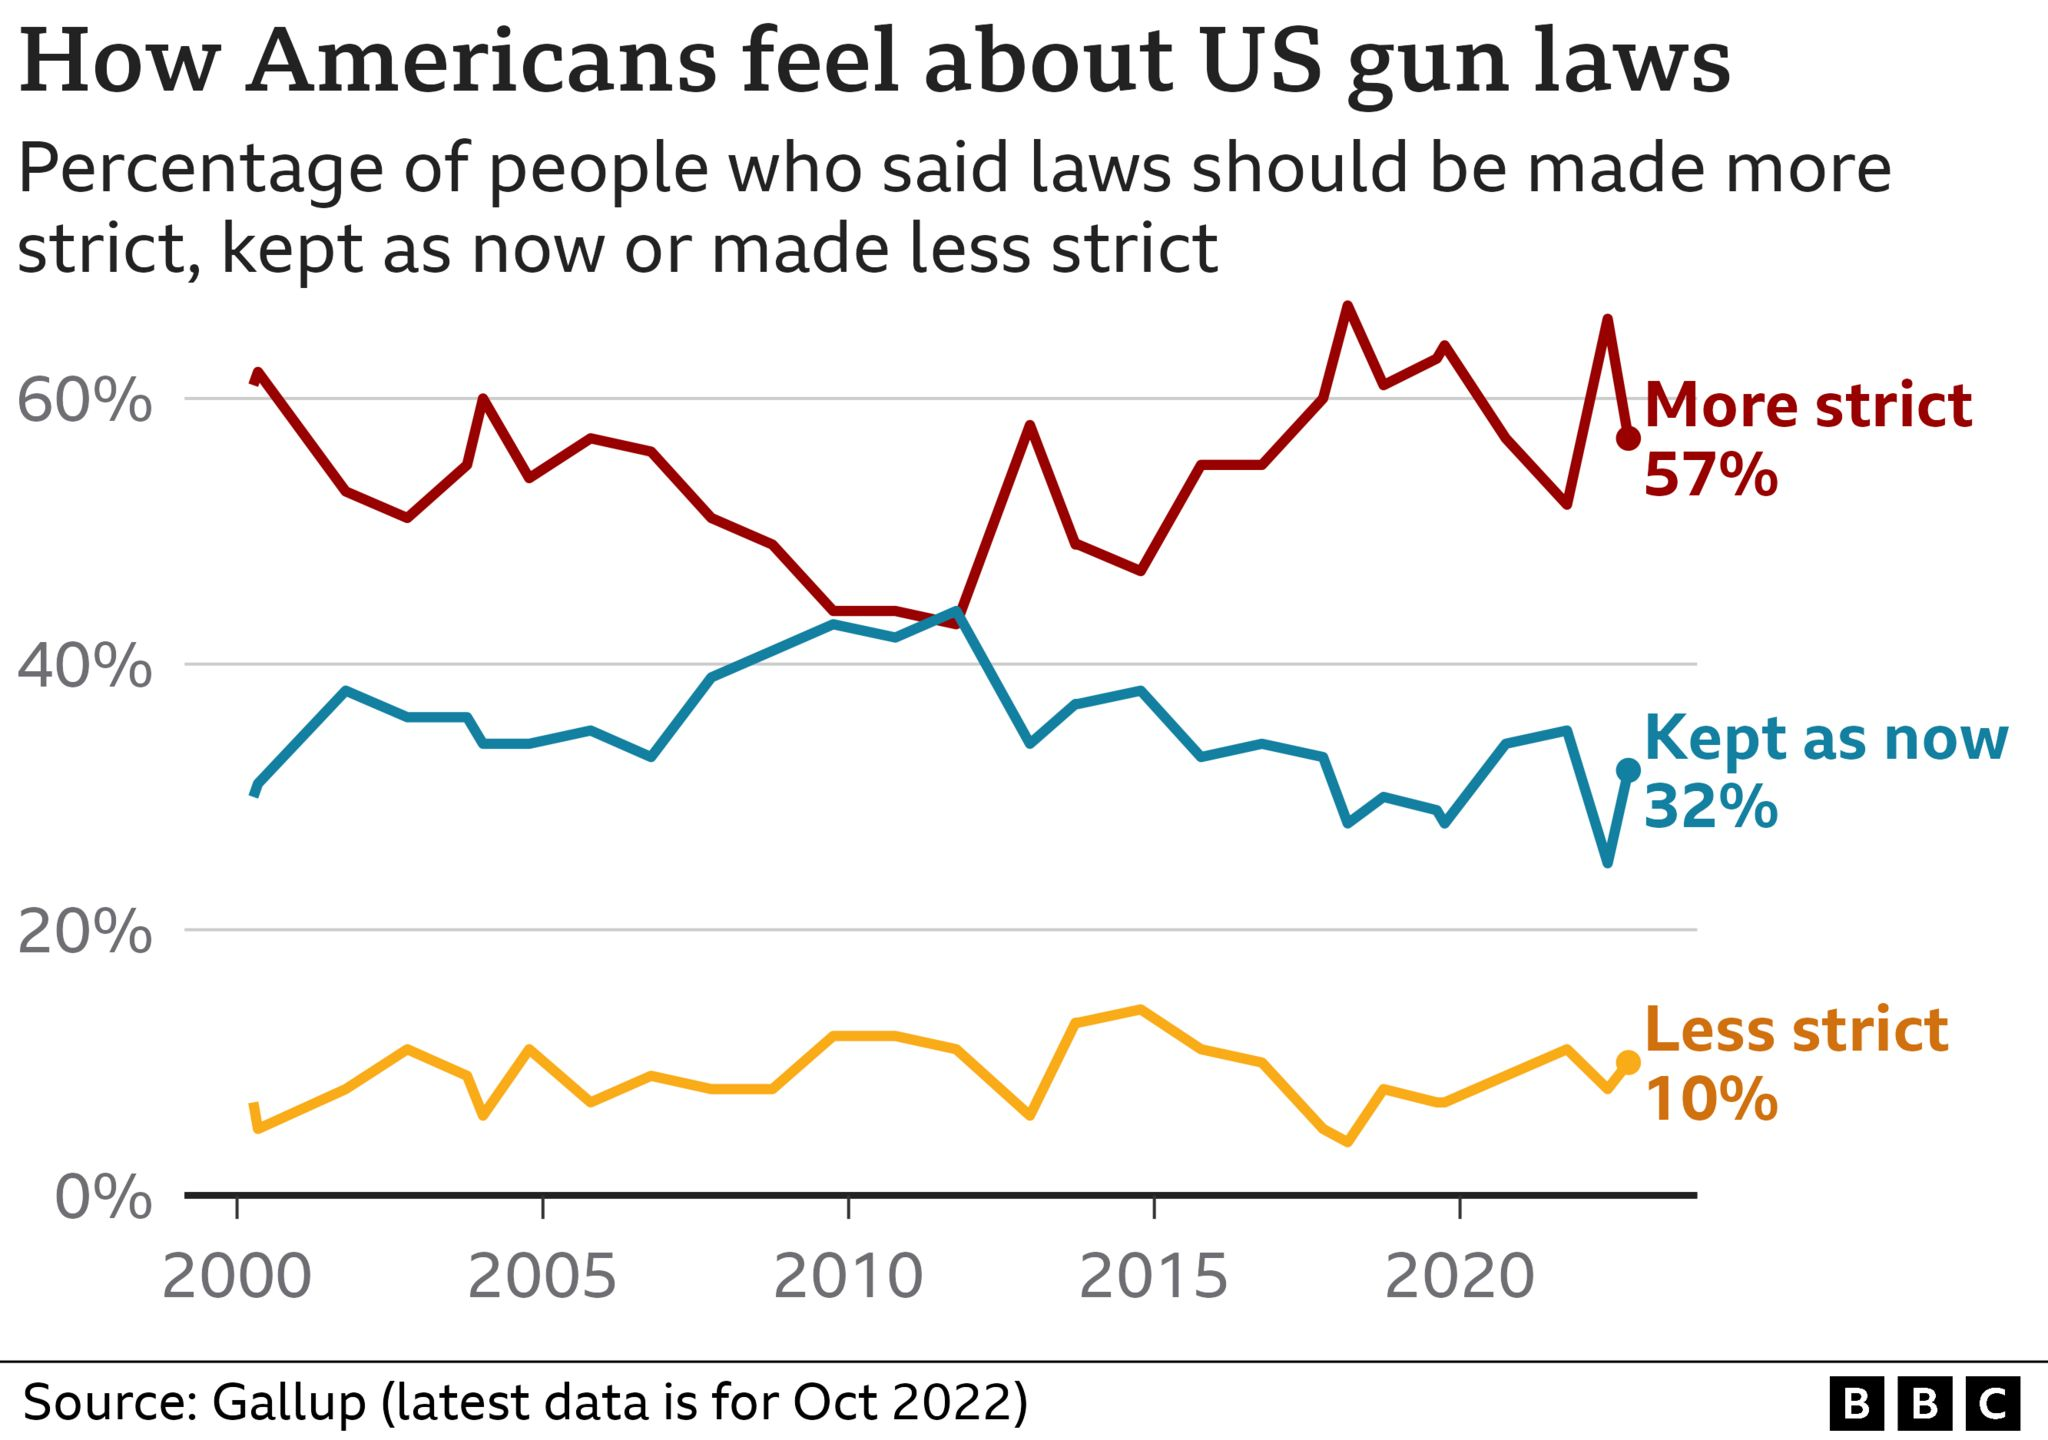 How Americans feel about US gun laws
Percentage of people who said laws should be made more
strict, kept as now or made less strict
60%
40%
20%
0%
More strict
57%
Kept as now
32%
Less strict
10%
2000 2005 2010 2015 2020
Source: Gallup (latest data is for Oct 2022)
BBC